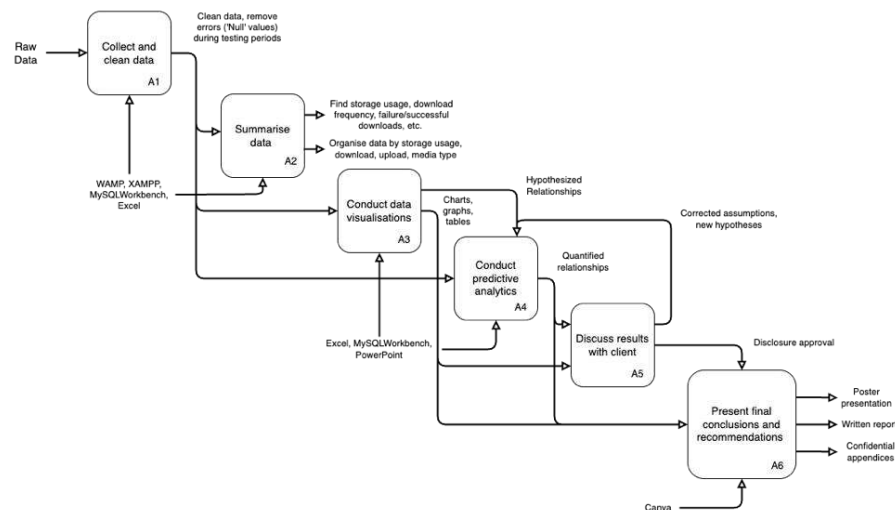 Raw
Data
Collect and
clean data
A1
Clean data, remove
errors ('Null' values)
during testing periods
Summarise
data
A2
Find storage usage, download
frequency, failure/successful
downloads, etc.
Organise data by storage usage,
download, upload, media type
WAMP, XAMPP,
MySQLWorkbench,
Excel
Conduct data
visualisations
A3
Charts,
graphs,
tables
Hypothesized
Relationships
Corrected assumptions,
new hypotheses
Conduct
predictive
analytics
A4
Quantified
relationships
Excel, MySQLWorkbench,
PowerPoint
Discuss results
with client
A5
Disclosure approval
Present final
conclusions and
recommendations
A6
Poster
presentation
Written report
Confidential
appendices
Canva